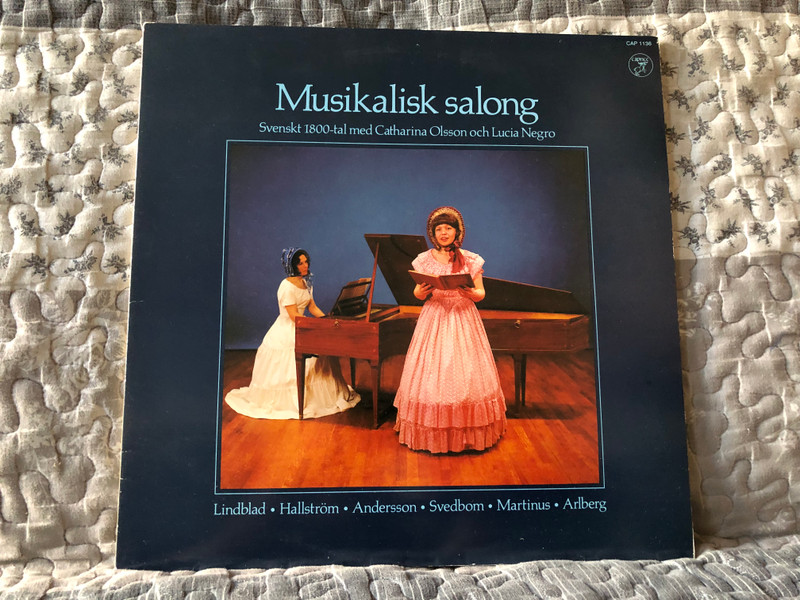 CAP 1136
CAPRICE
Musikalisk salong
Svenskt 1800-tal med Catharina Olsson och Lucia Negro
Lindblad • Hallström • Andersson • Svedbom • Martinus • Arlberg